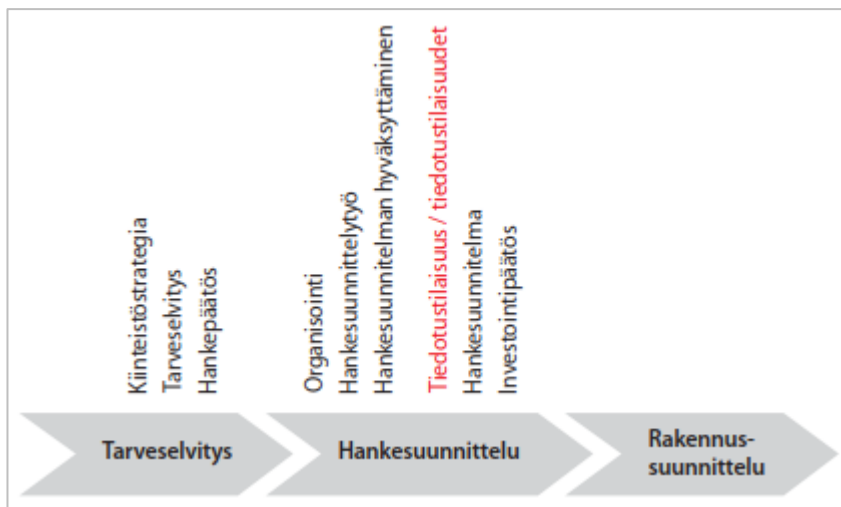 Kiinteistöstrategia
Tarveselvitys
Hankepäätös
Organisointi
Hankesuunnittelytyö
Hankesuunnitelman hyväksyttäminen
Tiedotustilaisuus / tiedotustilaisuudet
Hankesuunnitelma
Investointipäätös
Tarveselvitys
Hankesuunnittelu
Rakennus-
suunnittelu